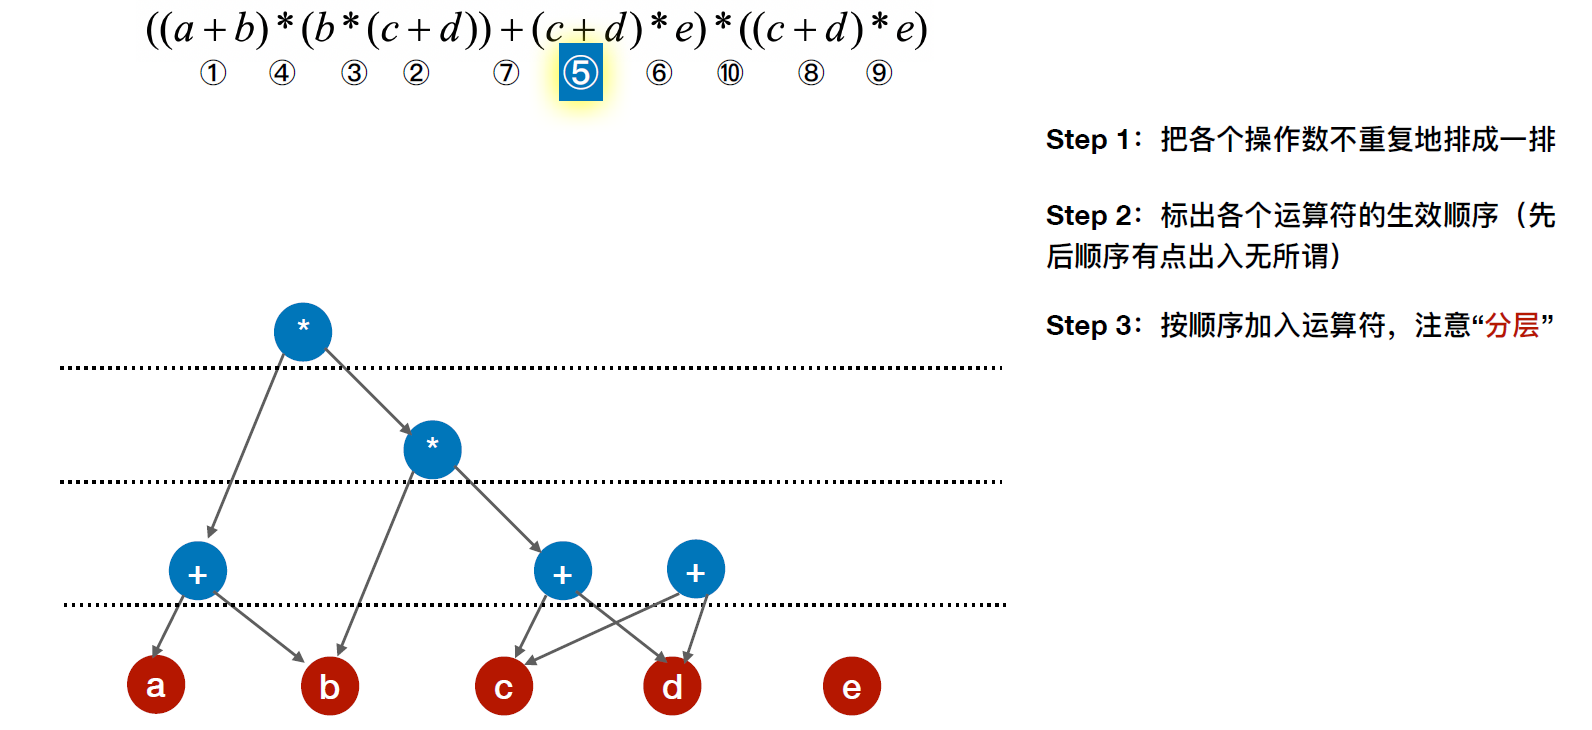 ((a + b) * (b * (c + d)) + (c + d) * e) * ((c + d) * e)
① ④ ③ ② ⑦ ⑤ ⑥ ⑩ ⑧ ⑨
Step 1：把各个操作数不重复地排成一排
Step 2：标出各个运算符的生效顺序（先
后顺序有点出入无所谓）
Step 3：按顺序加入运算符，注意“分层”
*
*
+ + +
a b c d e